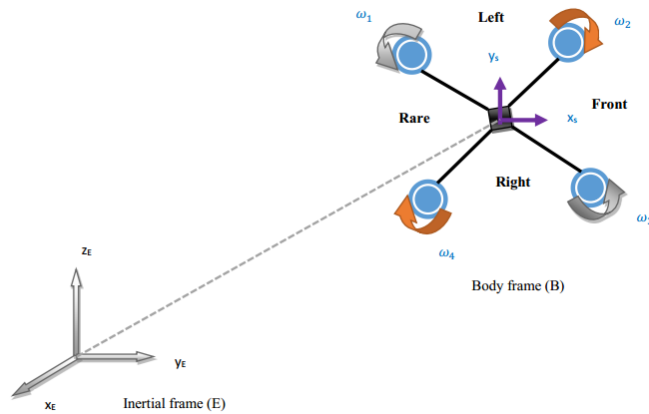 ω1
Left
ω2
ys
Rare
xs
Front
Right
ω4
zE
Body frame (B)
yE
xE
Inertial frame (E)